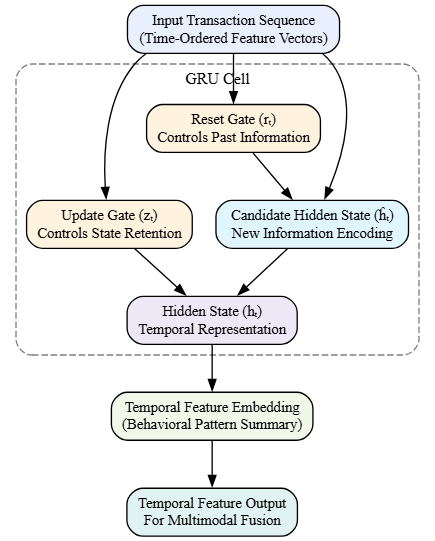 Input Transaction Sequence
(Time-Ordered Feature Vectors)
GRU Cell
Reset Gate (rₜ)
Controls Past Information
Update Gate (zₜ)
Controls State Retention
Candidate Hidden State (h̃ₜ)
New Information Encoding
Hidden State (hₜ)
Temporal Representation
Temporal Feature Embedding
(Behavioral Pattern Summary)
Temporal Feature Output
For Multimodal Fusion